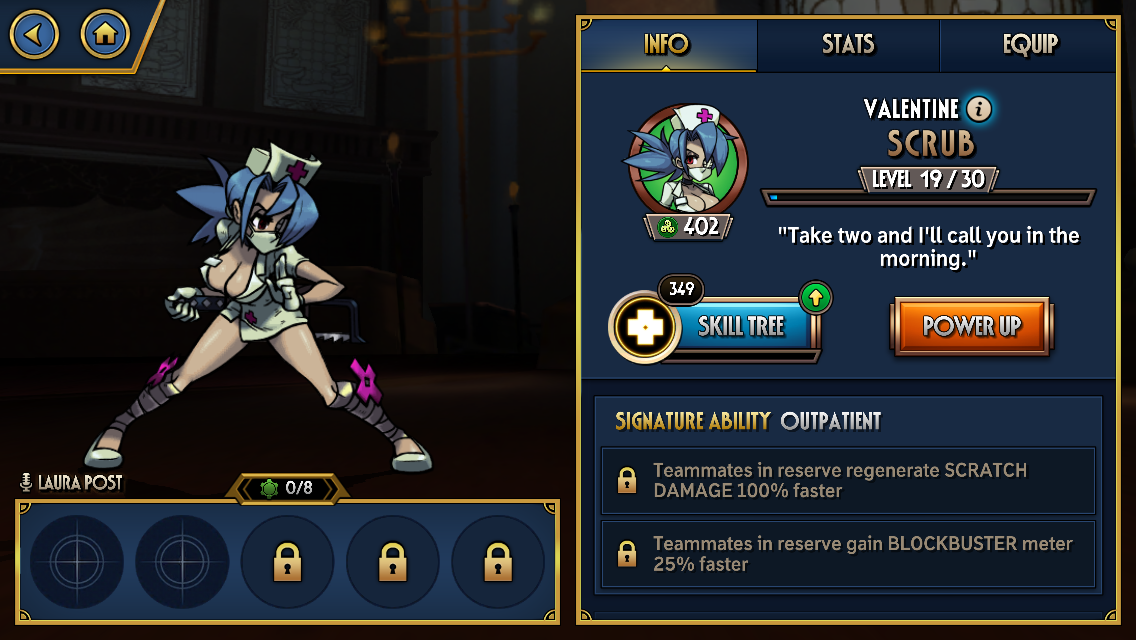 INFO
STATS
EQUIP
VALENTINE i
SCRUB
LEVEL 19 / 30
402
"Take two and I'll call you in the
morning."
349
SKILL TREE
POWER UP
SIGNATURE ABILITY OUTPATIENT
Teammates in reserve regenerate SCRATCH
DAMAGE 100% faster
Teammates in reserve gain BLOCKBUSTER meter
25% faster
LAURA POST
0/8